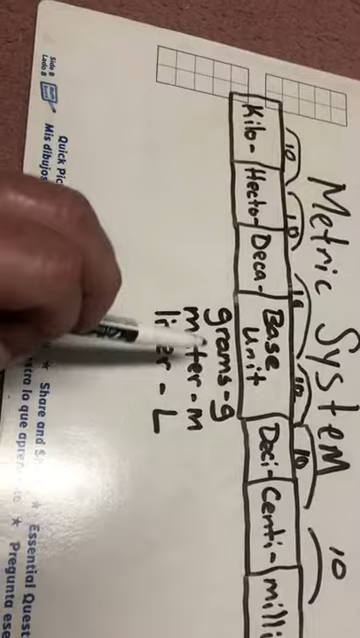 Metric System
10 10 10 10 10 10
Kilo- Hecto- Deca- Base Unit Deci- Centi- milli
grams-g
meter-m
liter-L
Side B
Lado B
Quick Pic
Mis dibujos
★ Share and
★ Essential Quest
★ Pregunta ese